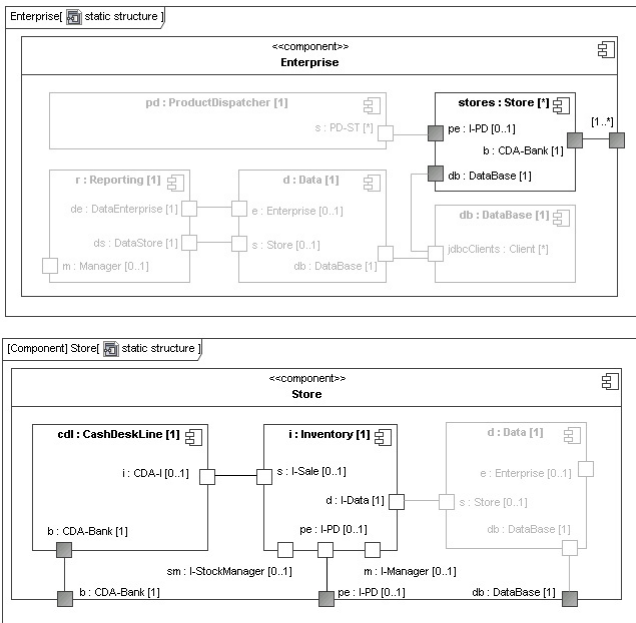 Enterprise[ static structure ]
<<component>>
Enterprise
pd : ProductDispatcher [1]
s : PD-ST [*]
stores : Store [*]
[1..*]
pe : I-PD [0..1]
b : CDA-Bank [1]
db : DataBase [1]
r : Reporting [1]
de : DataEnterprise [1]
ds : DataStore [1]
m : Manager [0..1]
d : Data [1]
e : Enterprise [0..1]
s : Store [0..1]
db : DataBase [1]
db : DataBase [1]
jdbcClients : Client [*]
[Component] Store[ static structure ]
<<component>>
Store
cdl : CashDeskLine [1]
i : CDA-I [0..1]
b : CDA-Bank [1]
i : Inventory [1]
s : I-Sale [0..1]
d : I-Data [1]
pe : I-PD [0..1]
d : Data [1]
e : Enterprise [0..1]
s : Store [0..1]
db : DataBase [1]
sm : I-StockManager [0..1]
m : I-Manager [0..1]
b : CDA-Bank [1]
pe : I-PD [0..1]
db : DataBase [1]